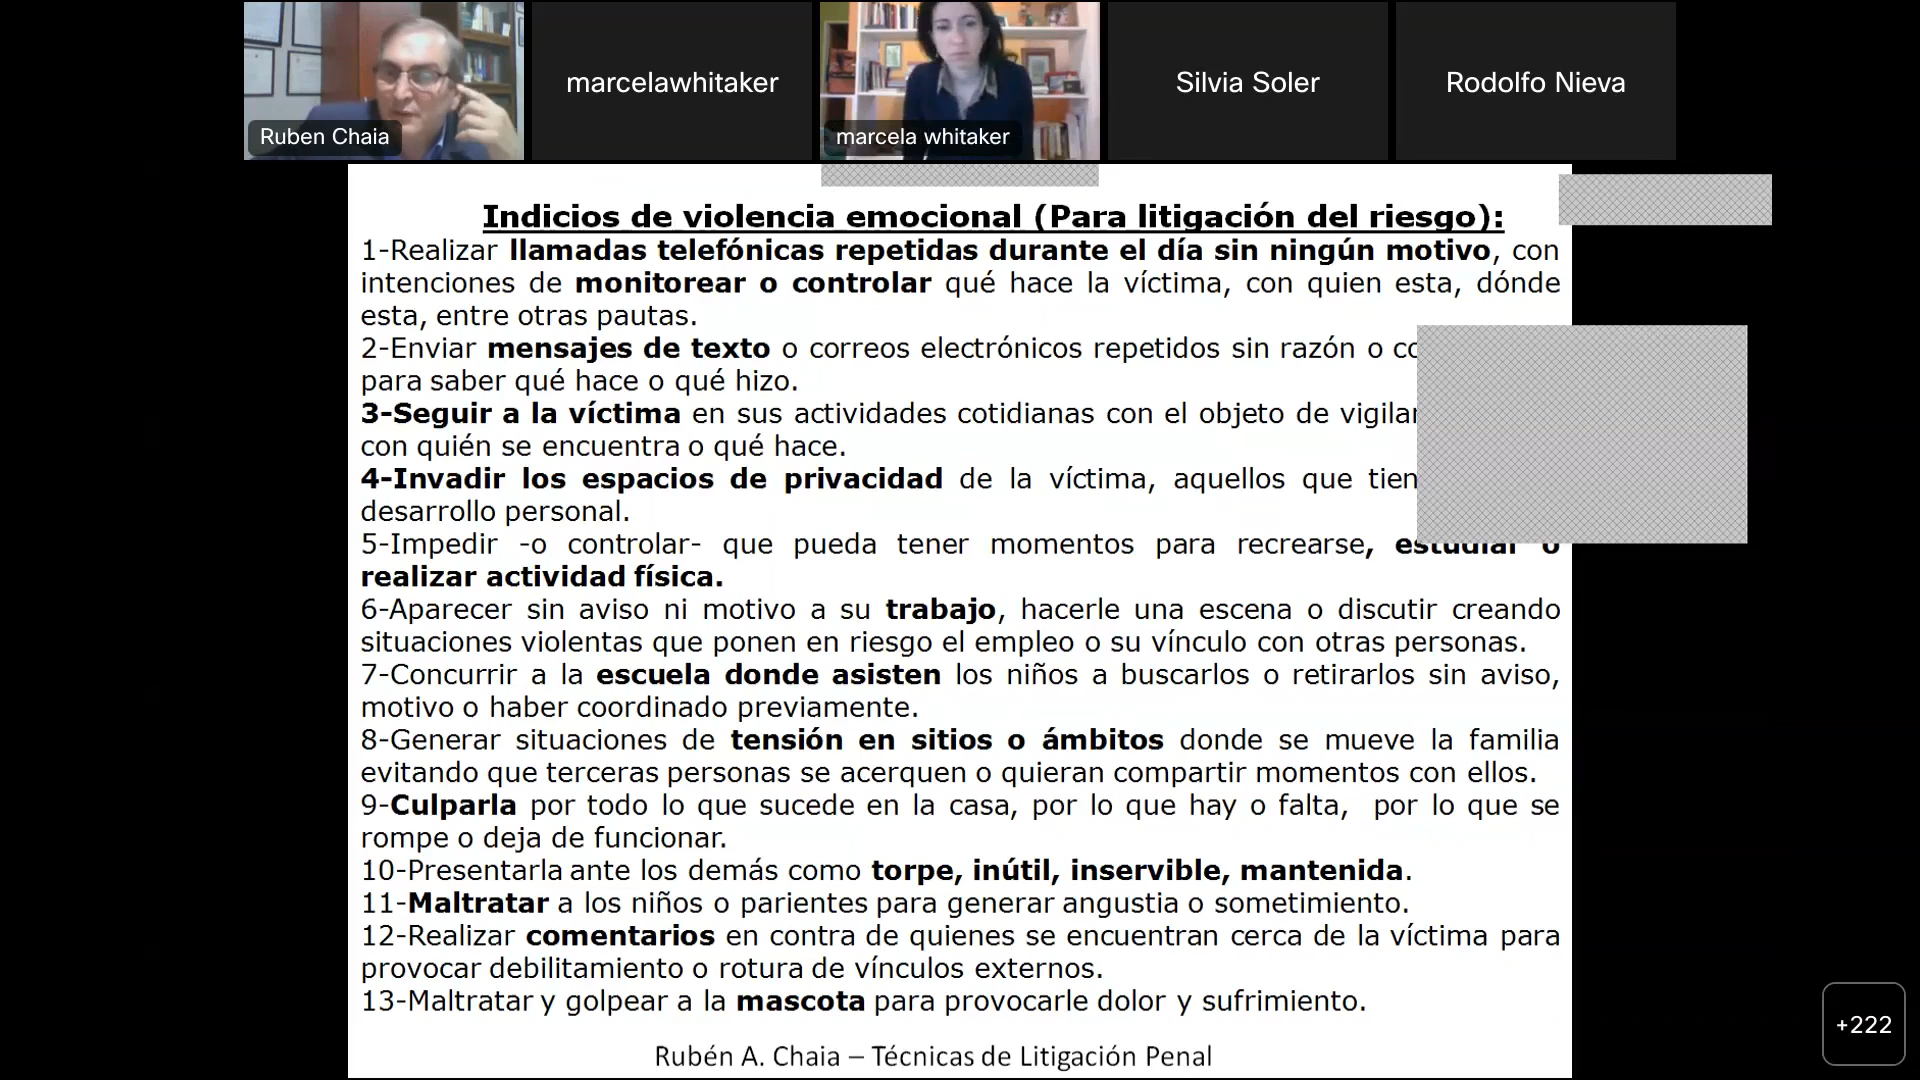 Ruben Chaia
marcelawhitaker
marcela whitaker
Silvia Soler
Rodolfo Nieva
Indicios de violencia emocional (Para litigación del riesgo):
1-Realizar llamadas telefónicas repetidas durante el día sin ningún motivo, con
intenciones de monitorear o controlar qué hace la víctima, con quien esta, dónde
esta, entre otras pautas.
2-Enviar mensajes de texto o correos electrónicos repetidos sin razón o
para saber qué hace o qué hizo.
3-Seguir a la víctima en sus actividades cotidianas con el objeto de
con quién se encuentra o qué hace.
4-Invadir los espacios de privacidad de la víctima, aquellos que
desarrollo personal.
5-Impedir -o controlar- que pueda tener momentos para recrearse, estudiar o
realizar actividad física.
6-Aparecer sin aviso ni motivo a su trabajo, hacerle una escena o discutir creando
situaciones violentas que ponen en riesgo el empleo o su vínculo con otras personas.
7-Concurrir a la escuela donde asisten los niños a buscarlos o retirarlos sin aviso,
motivo o haber coordinado previamente.
8-Generar situaciones de tensión en sitios o ámbitos donde se mueve la familia
evitando que terceras personas se acerquen o quieran compartir momentos con ellos.
9-Culparla por todo lo que sucede en la casa, por lo que hay o falta, por lo que se
rompe o deja de funcionar.
10-Presentarla ante los demás como torpe, inútil, inservible, mantenida.
11-Maltratar a los niños o parientes para generar angustia o sometimiento.
12-Realizar comentarios en contra de quienes se encuentran cerca de la víctima para
provocar debilitamiento o rotura de vínculos externos.
13-Maltratar y golpear a la mascota para provocarle dolor y sufrimiento.
Rubén A. Chaia – Técnicas de Litigación Penal
+222